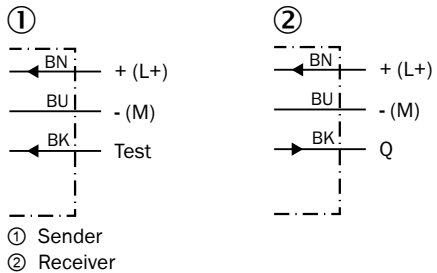 ① ②
BN + (L+) BN + (L+)
BU - (M) BU - (M)
BK Test BK Q
① Sender
② Receiver